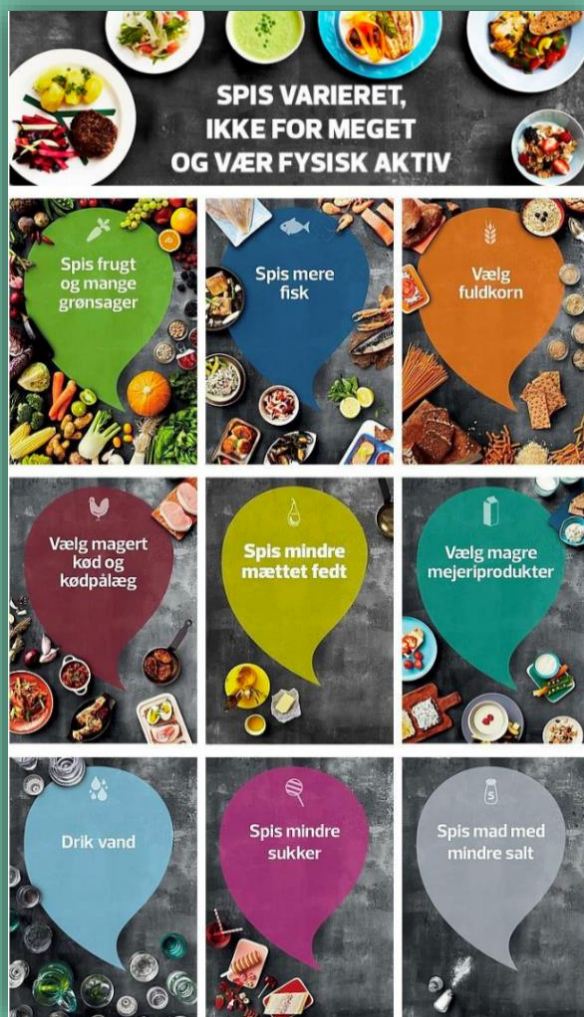 SPIS VARIERET,
IKKE FOR MEGET
OG VÆR FYSISK AKTIV
Spis frugt
og mange
grønsager
Spis mere
fisk
Vælg
fuldkorn
Vælg magert
kød og
kødpålæg
Spis mindre
mættet fedt
Vælg magre
mejeriprodukter
Drik vand
Spis mindre
sukker
5
Spis mad med
mindre salt